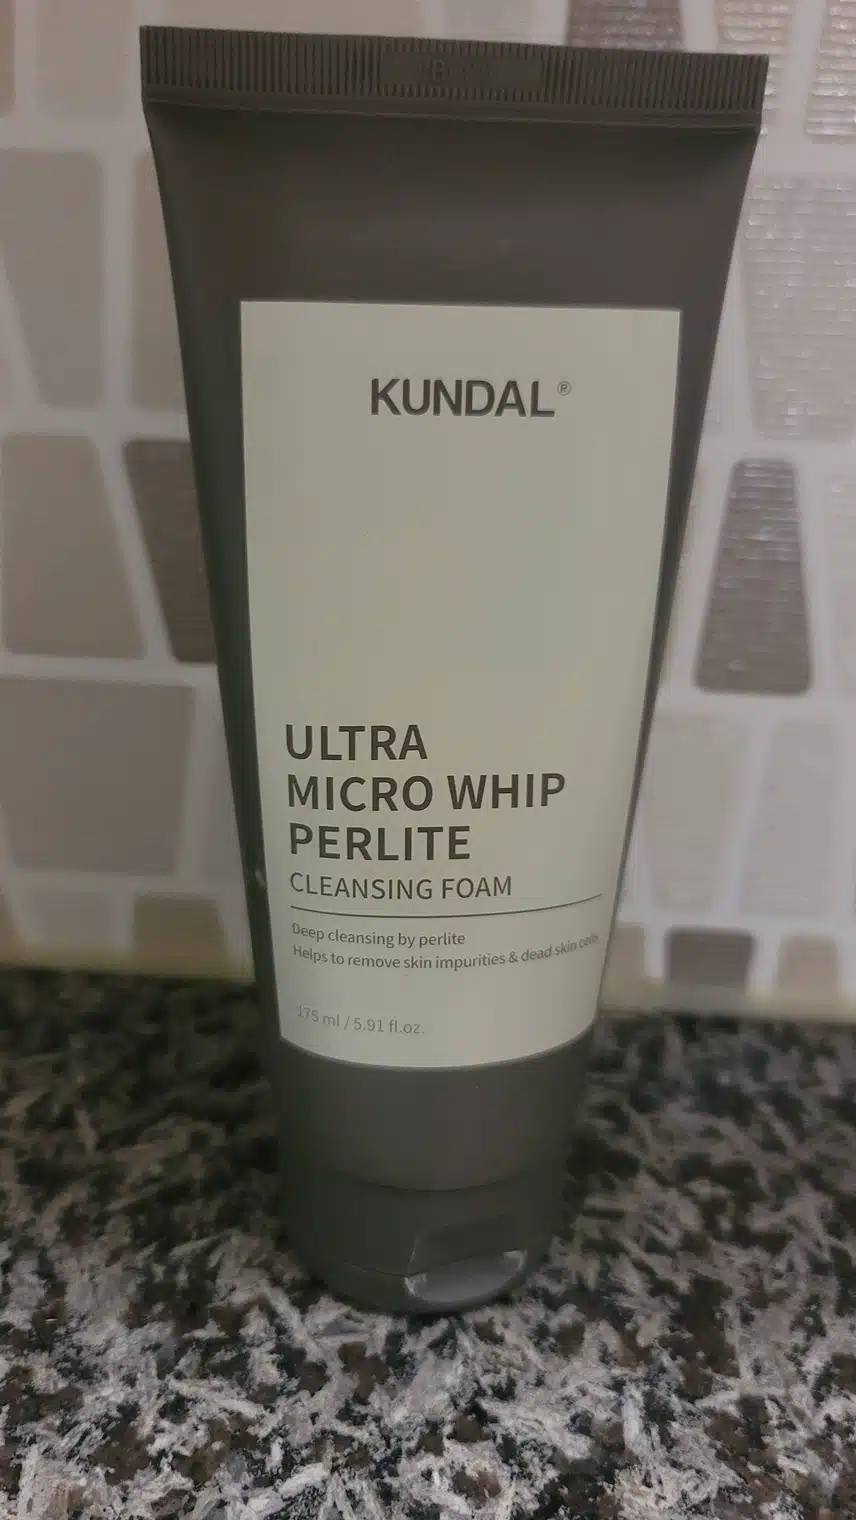 KUNDAL®
ULTRA
MICRO WHIP
PERLITE
CLEANSING FOAM
Deep cleansing by perlite
Helps to remove skin impurities & dead skin cells
175 ml / 5.91 fl.oz.